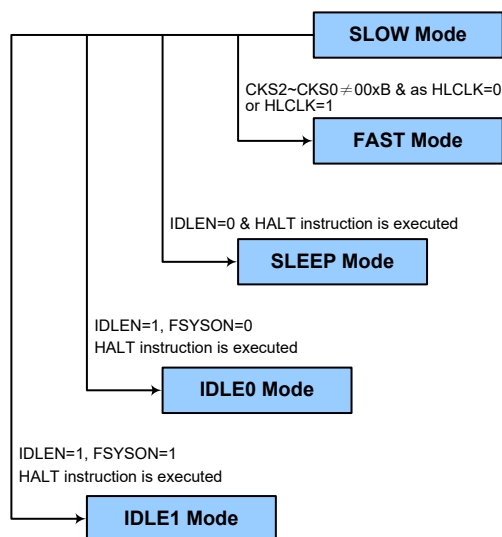 SLOW Mode
CKS2~CKS0≠00xB & as HLCLK=0
or HLCLK=1
FAST Mode
IDLEN=0 & HALT instruction is executed
SLEEP Mode
IDLEN=1, FSYSON=0
HALT instruction is executed
IDLE0 Mode
IDLEN=1, FSYSON=1
HALT instruction is executed
IDLE1 Mode